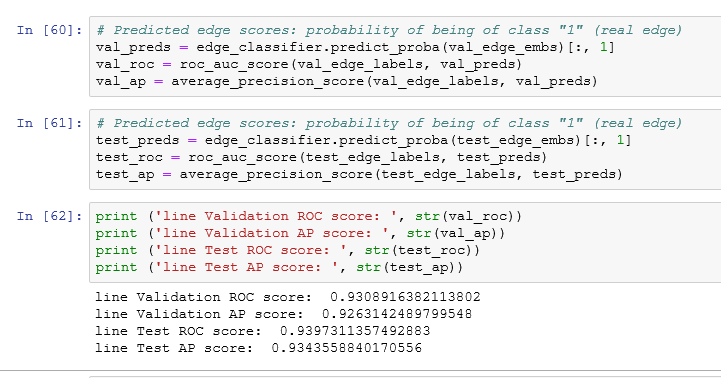 In [60]: # Predicted edge scores: probability of being of class "1" (real edge)
val_preds = edge_classifier.predict_proba(val_edge_embs)[:, 1]
val_roc = roc_auc_score(val_edge_labels, val_preds)
val_ap = average_precision_score(val_edge_labels, val_preds)
In [61]: # Predicted edge scores: probability of being of class "1" (real edge)
test_preds = edge_classifier.predict_proba(test_edge_embs)[:, 1]
test_roc = roc_auc_score(test_edge_labels, test_preds)
test_ap = average_precision_score(test_edge_labels, test_preds)
In [62]: print ('line Validation ROC score: ', str(val_roc))
print ('line Validation AP score: ', str(val_ap))
print ('line Test ROC score: ', str(test_roc))
print ('line Test AP score: ', str(test_ap))
line Validation ROC score:  0.9308916382113802
line Validation AP score:  0.9263142489799548
line Test ROC score:  0.9397311357492883
line Test AP score:  0.9343558840170556